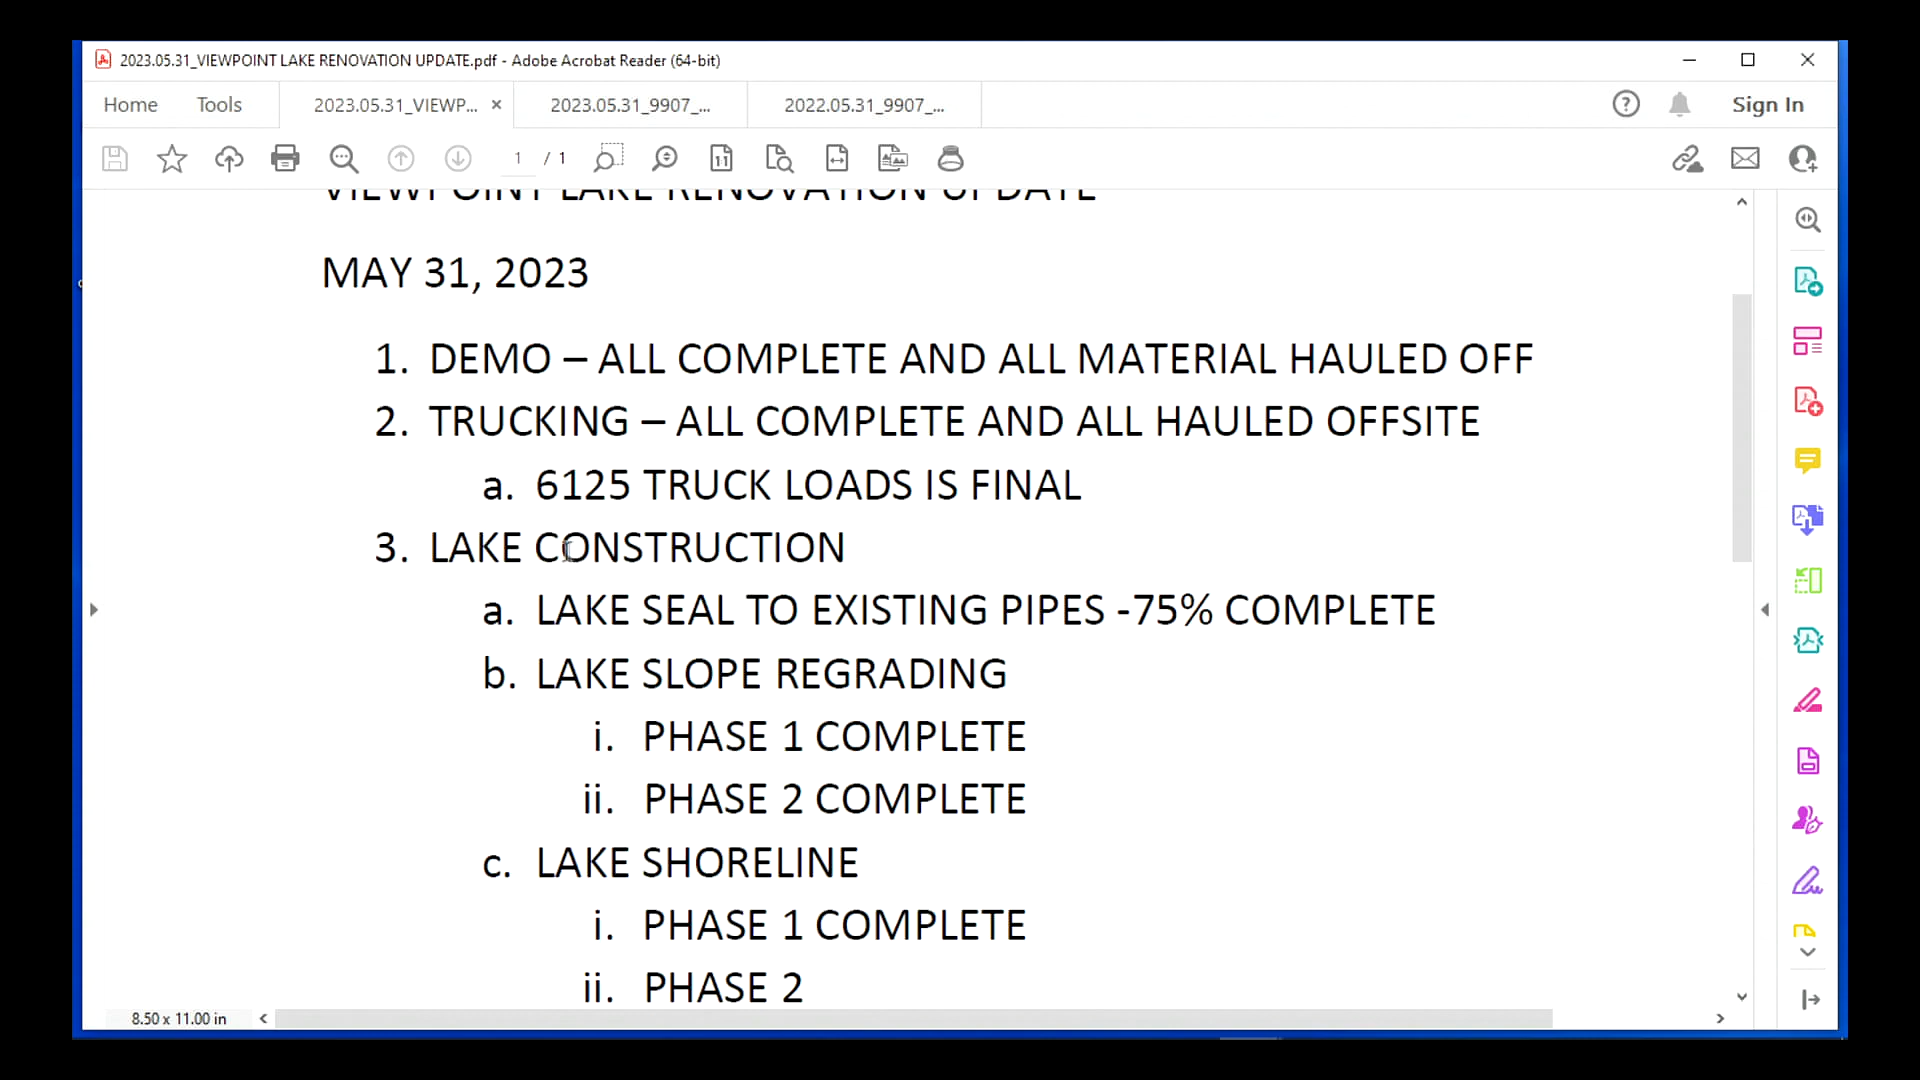 2023.05.31_VIEWPOINT LAKE RENOVATION UPDATE.pdf - Adobe Acrobat Reader (64-bit)
Home Tools 2023.05.31_VIEWP... 2023.05.31_9907_... 2022.05.31_9907_... Sign In
1 / 1
VIEWPOINT LAKE RENOVATION UPDATE
MAY 31, 2023
1. DEMO – ALL COMPLETE AND ALL MATERIAL HAULED OFF
2. TRUCKING – ALL COMPLETE AND ALL HAULED OFFSITE
a. 6125 TRUCK LOADS IS FINAL
3. LAKE CONSTRUCTION
a. LAKE SEAL TO EXISTING PIPES -75% COMPLETE
b. LAKE SLOPE REGRADING
i. PHASE 1 COMPLETE
ii. PHASE 2 COMPLETE
c. LAKE SHORELINE
i. PHASE 1 COMPLETE
ii. PHASE 2
8.50 x 11.00 in